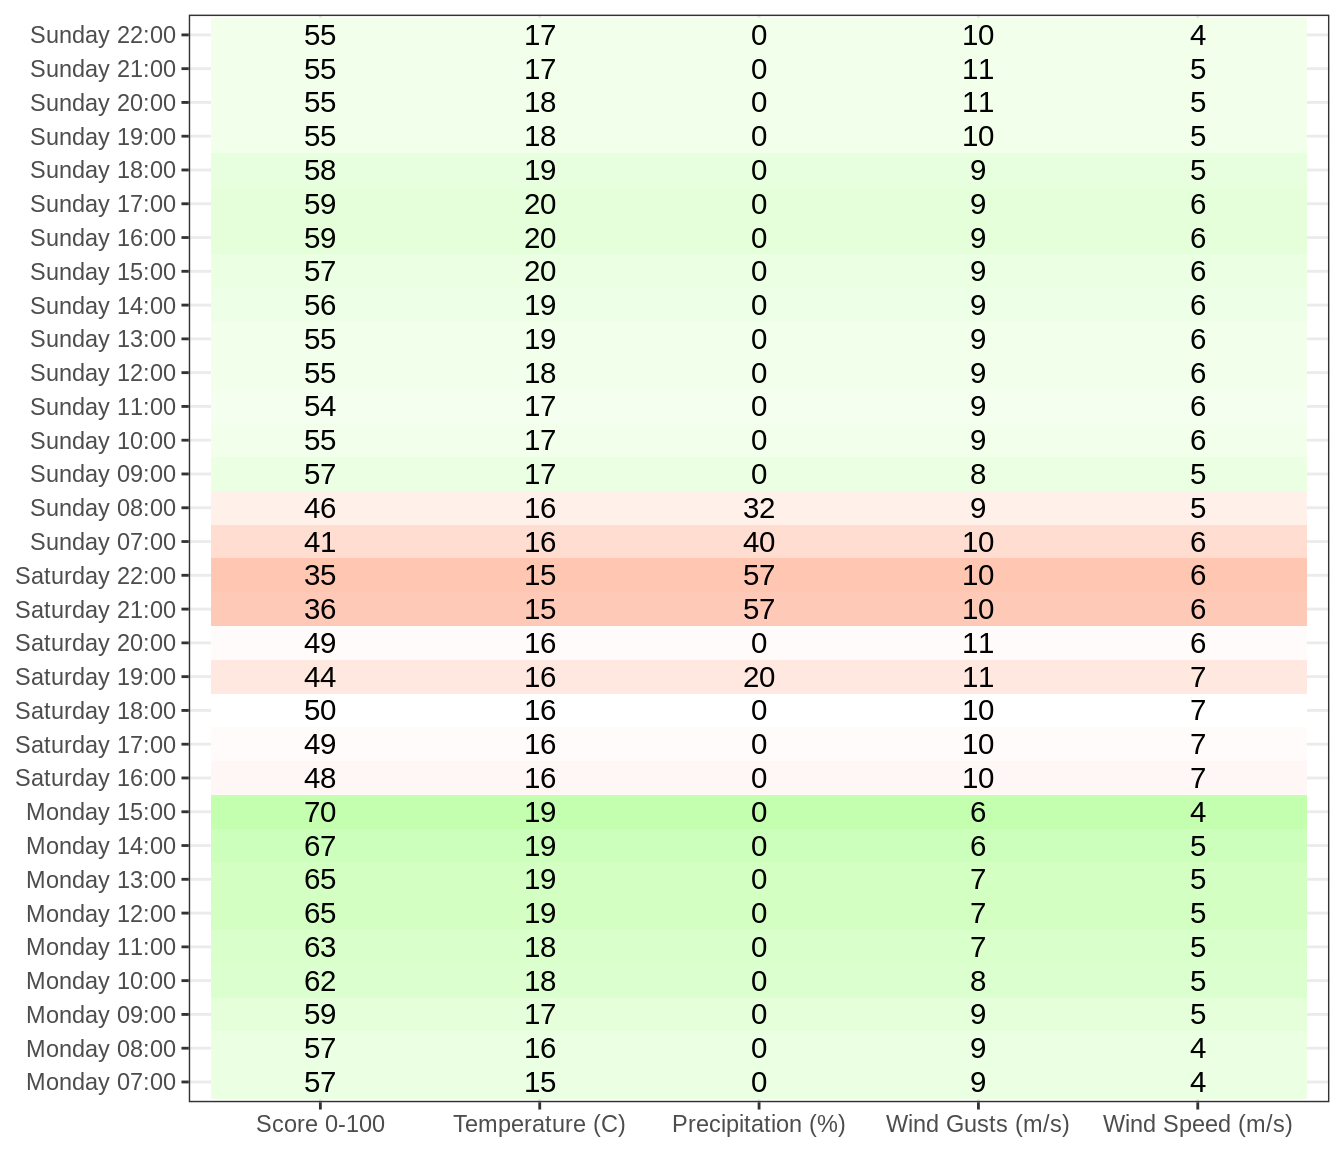 Sunday 22:00 55 17 0 10 4
Sunday 21:00 55 17 0 11 5
Sunday 20:00 55 18 0 11 5
Sunday 19:00 55 18 0 10 5
Sunday 18:00 58 19 0 9 5
Sunday 17:00 59 20 0 9 6
Sunday 16:00 59 20 0 9 6
Sunday 15:00 57 20 0 9 6
Sunday 14:00 56 19 0 9 6
Sunday 13:00 55 19 0 9 6
Sunday 12:00 55 18 0 9 6
Sunday 11:00 54 17 0 9 6
Sunday 10:00 55 17 0 9 6
Sunday 09:00 57 17 0 8 5
Sunday 08:00 46 16 32 9 5
Sunday 07:00 41 16 40 10 6
Saturday 22:00 35 15 57 10 6
Saturday 21:00 36 15 57 10 6
Saturday 20:00 49 16 0 11 6
Saturday 19:00 44 16 20 11 7
Saturday 18:00 50 16 0 10 7
Saturday 17:00 49 16 0 10 7
Saturday 16:00 48 16 0 10 7
Monday 15:00 70 19 0 6 4
Monday 14:00 67 19 0 6 5
Monday 13:00 65 19 0 7 5
Monday 12:00 65 19 0 7 5
Monday 11:00 63 18 0 7 5
Monday 10:00 62 18 0 8 5
Monday 09:00 59 17 0 9 5
Monday 08:00 57 16 0 9 4
Monday 07:00 57 15 0 9 4
Score 0-100 Temperature (C) Precipitation (%) Wind Gusts (m/s) Wind Speed (m/s)